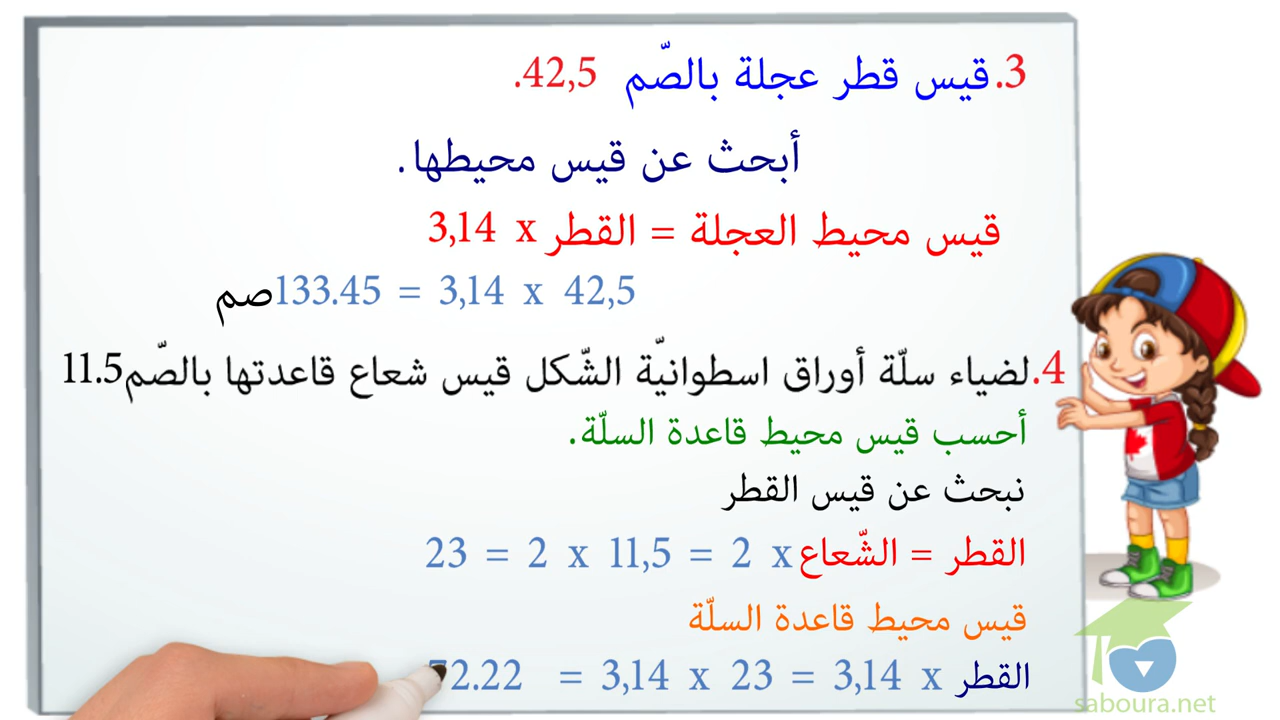 3. قيس قطر عجلة بالصّم 42,5.
أبحث عن قيس محيطها.
قيس محيط العجلة = القطر x 3,14
42,5 x 3,14 = 133.45صم
4. لضياء سلّة أوراق اسطوانيّة الشّكل قيس شعاع قاعدتها بالصّم11.5
أحسب قيس محيط قاعدة السلّة.
نبحث عن قيس القطر
القطر = الشّعاع x 2 = 11,5 x 2 = 23
قيس محيط قاعدة السلّة
القطر x 3,14 = 23 x 3,14 = 72.22
saboura.net